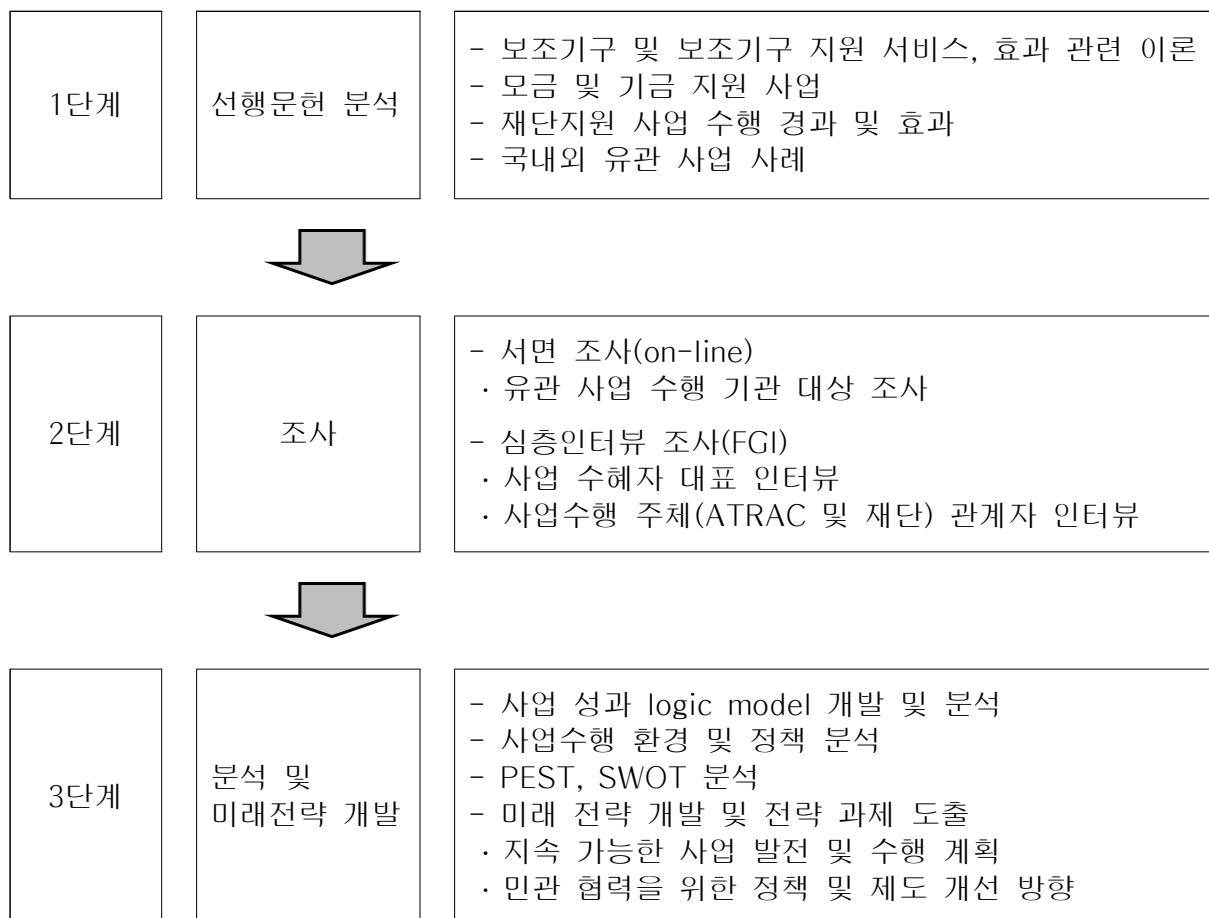 1단계
선행문헌 분석
- 보조기구 및 보조기구 지원 서비스, 효과 관련 이론
- 모금 및 기금 지원 사업
- 재단지원 사업 수행 경과 및 효과
- 국내외 유관 사업 사례
2단계
조사
- 서면 조사(on-line)
· 유관 사업 수행 기관 대상 조사
- 심층인터뷰 조사(FGI)
· 사업 수혜자 대표 인터뷰
· 사업수행 주체(ATRAC 및 재단) 관계자 인터뷰
3단계
분석 및
미래전략 개발
- 사업 성과 logic model 개발 및 분석
- 사업수행 환경 및 정책 분석
- PEST, SWOT 분석
- 미래 전략 개발 및 전략 과제 도출
· 지속 가능한 사업 발전 및 수행 계획
· 민관 협력을 위한 정책 및 제도 개선 방향